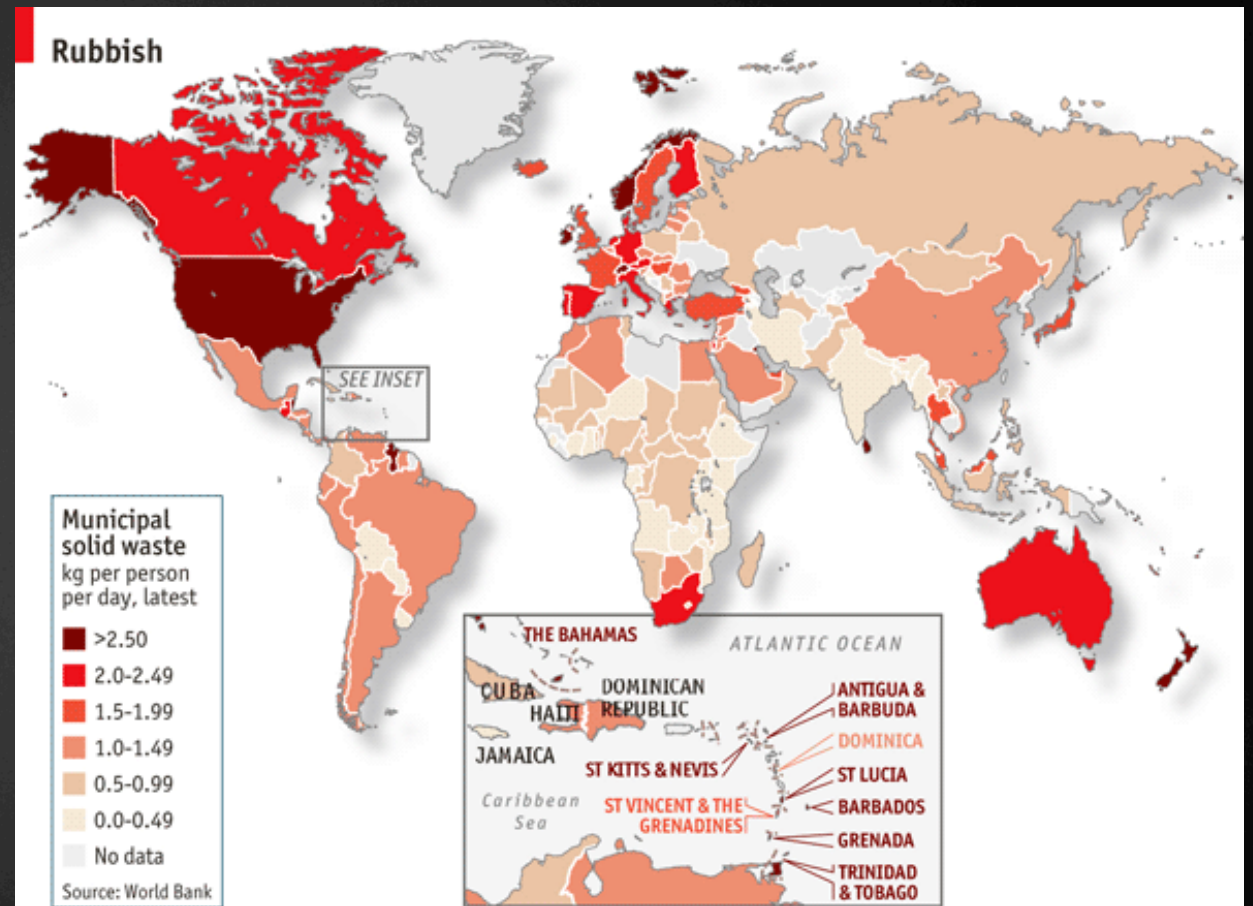 Rubbish
SEE INSET
Municipal
solid waste
kg per person
per day, latest
>2.50
2.0-2.49
1.5-1.99
1.0-1.49
0.5-0.99
0.0-0.49
No data
Source: World Bank
THE BAHAMAS
ATLANTIC OCEAN
CUBA
HAITI
DOMINICAN
REPUBLIC
JAMAICA
ANTIGUA &
BARBUDA
DOMINICA
ST KITTS & NEVIS
ST LUCIA
Caribbean
Sea
ST VINCENT & THE
GRENADINES
BARBADOS
GRENADA
TRINIDAD
& TOBAGO